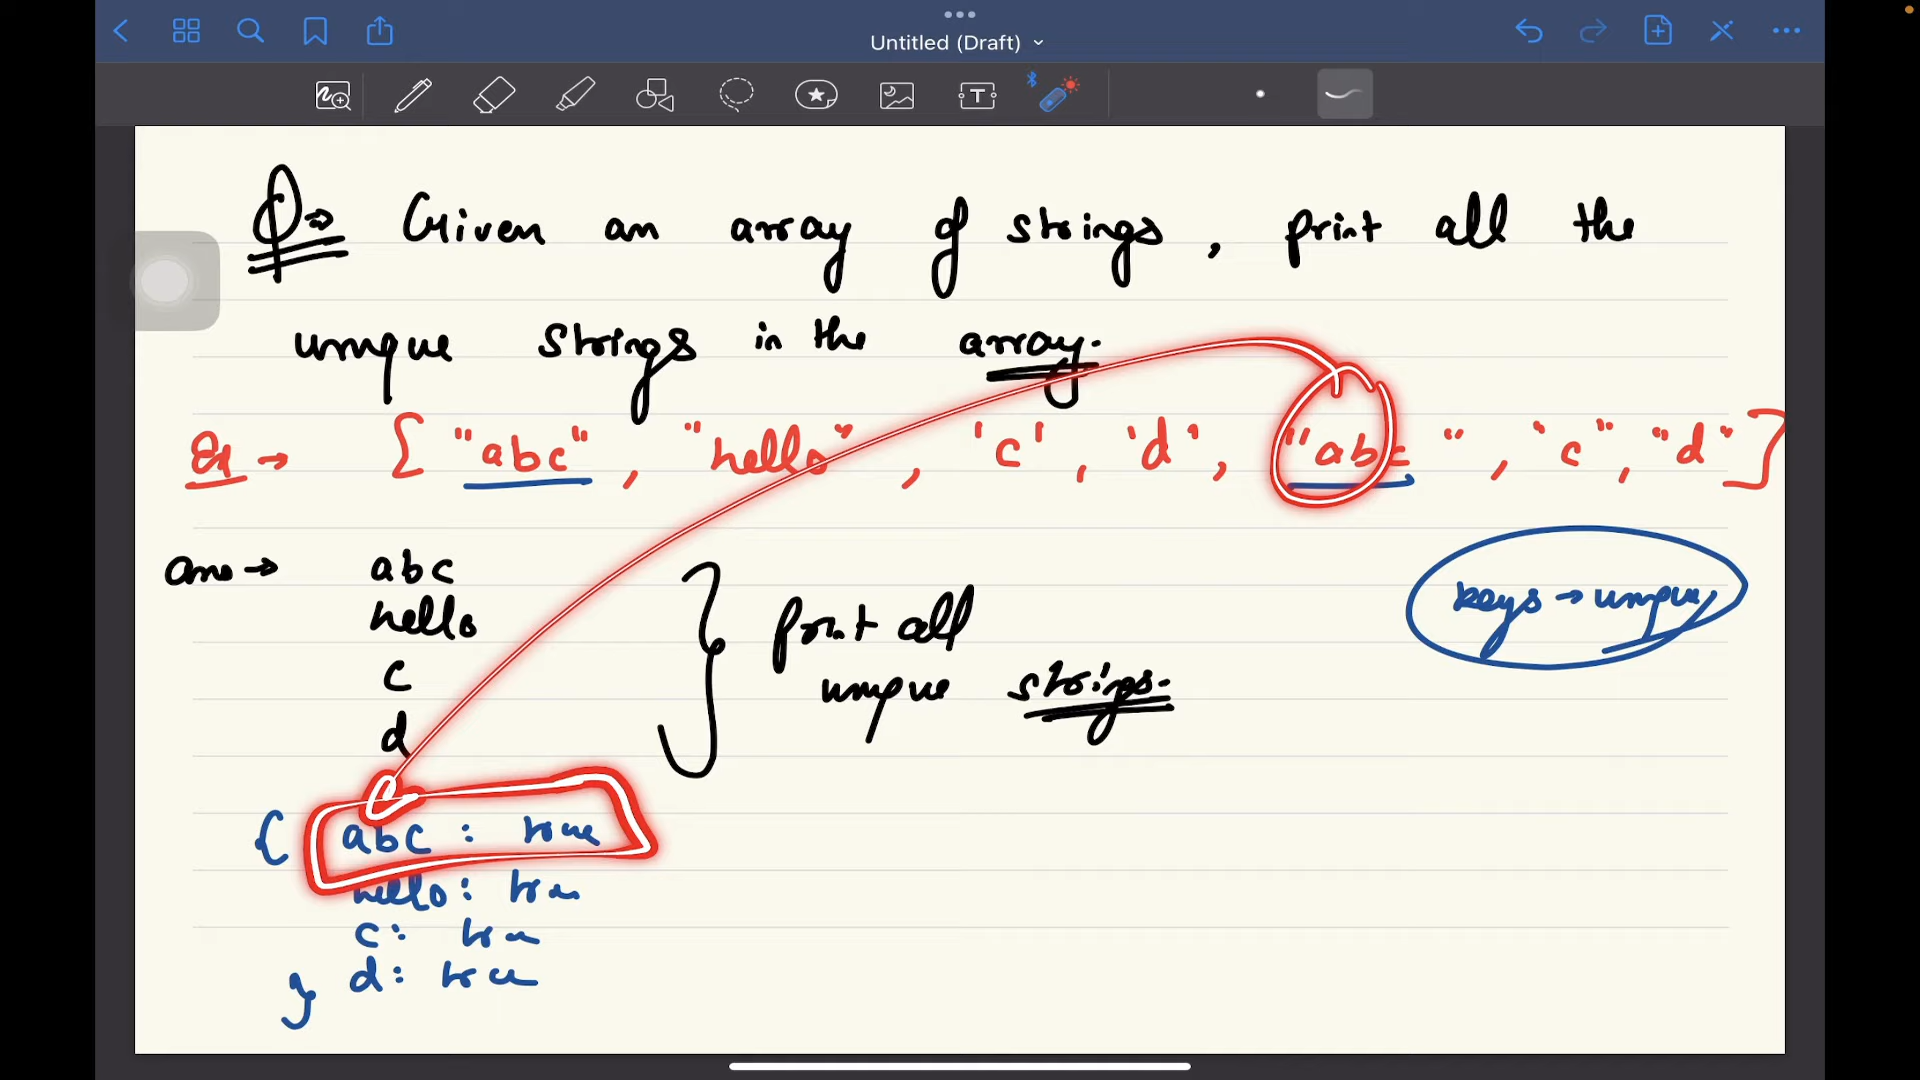 Untitled (Draft)
Q→ Given an array of strings, print all the
unique strings in the array.
Ex → ["abc", "hello", 'c', 'd', "abc", "c", "d"]
Ans → abc
hello
c
d
print all
unique strings.
keys → unique
{ abc : true
hello : true
c : true
} d : true